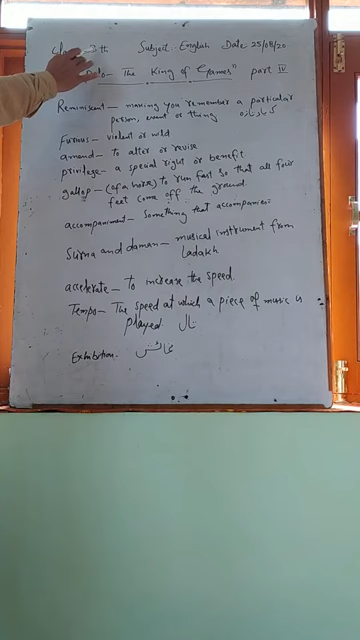 Class 8th Subject: English Date 25/08/20
Polo - The King of Games" part IV
Reminiscent - making you remember a particular
person, event or thing
Furious - violent or wild
amend - to alter or revise
privilege - a special right or benefit.
gallop - (of a horse) to run fast so that all four
feet come off the ground.
accompaniment - something that accompanies
Surna and daman - musical instrument from
Ladakh
accelerate - To increase the speed.
Tempo - The speed at which a piece of music is
played تال
Exhibition. نمائش